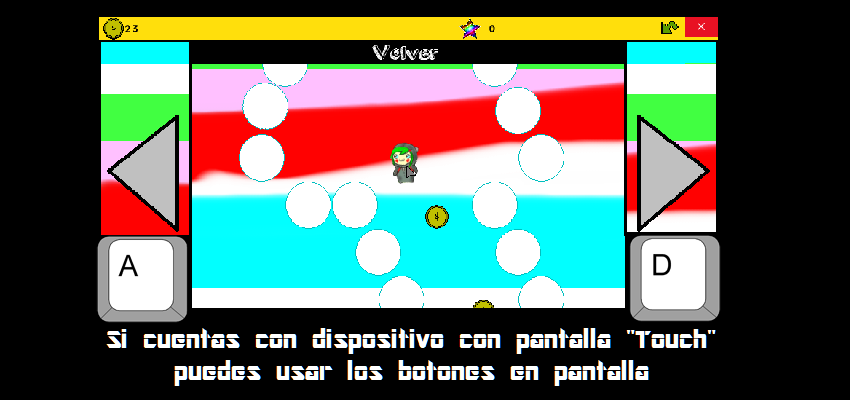 23
0
Volver
A
D
Si cuentas con dispositivo con pantalla "Touch"
puedes usar los botones en pantalla